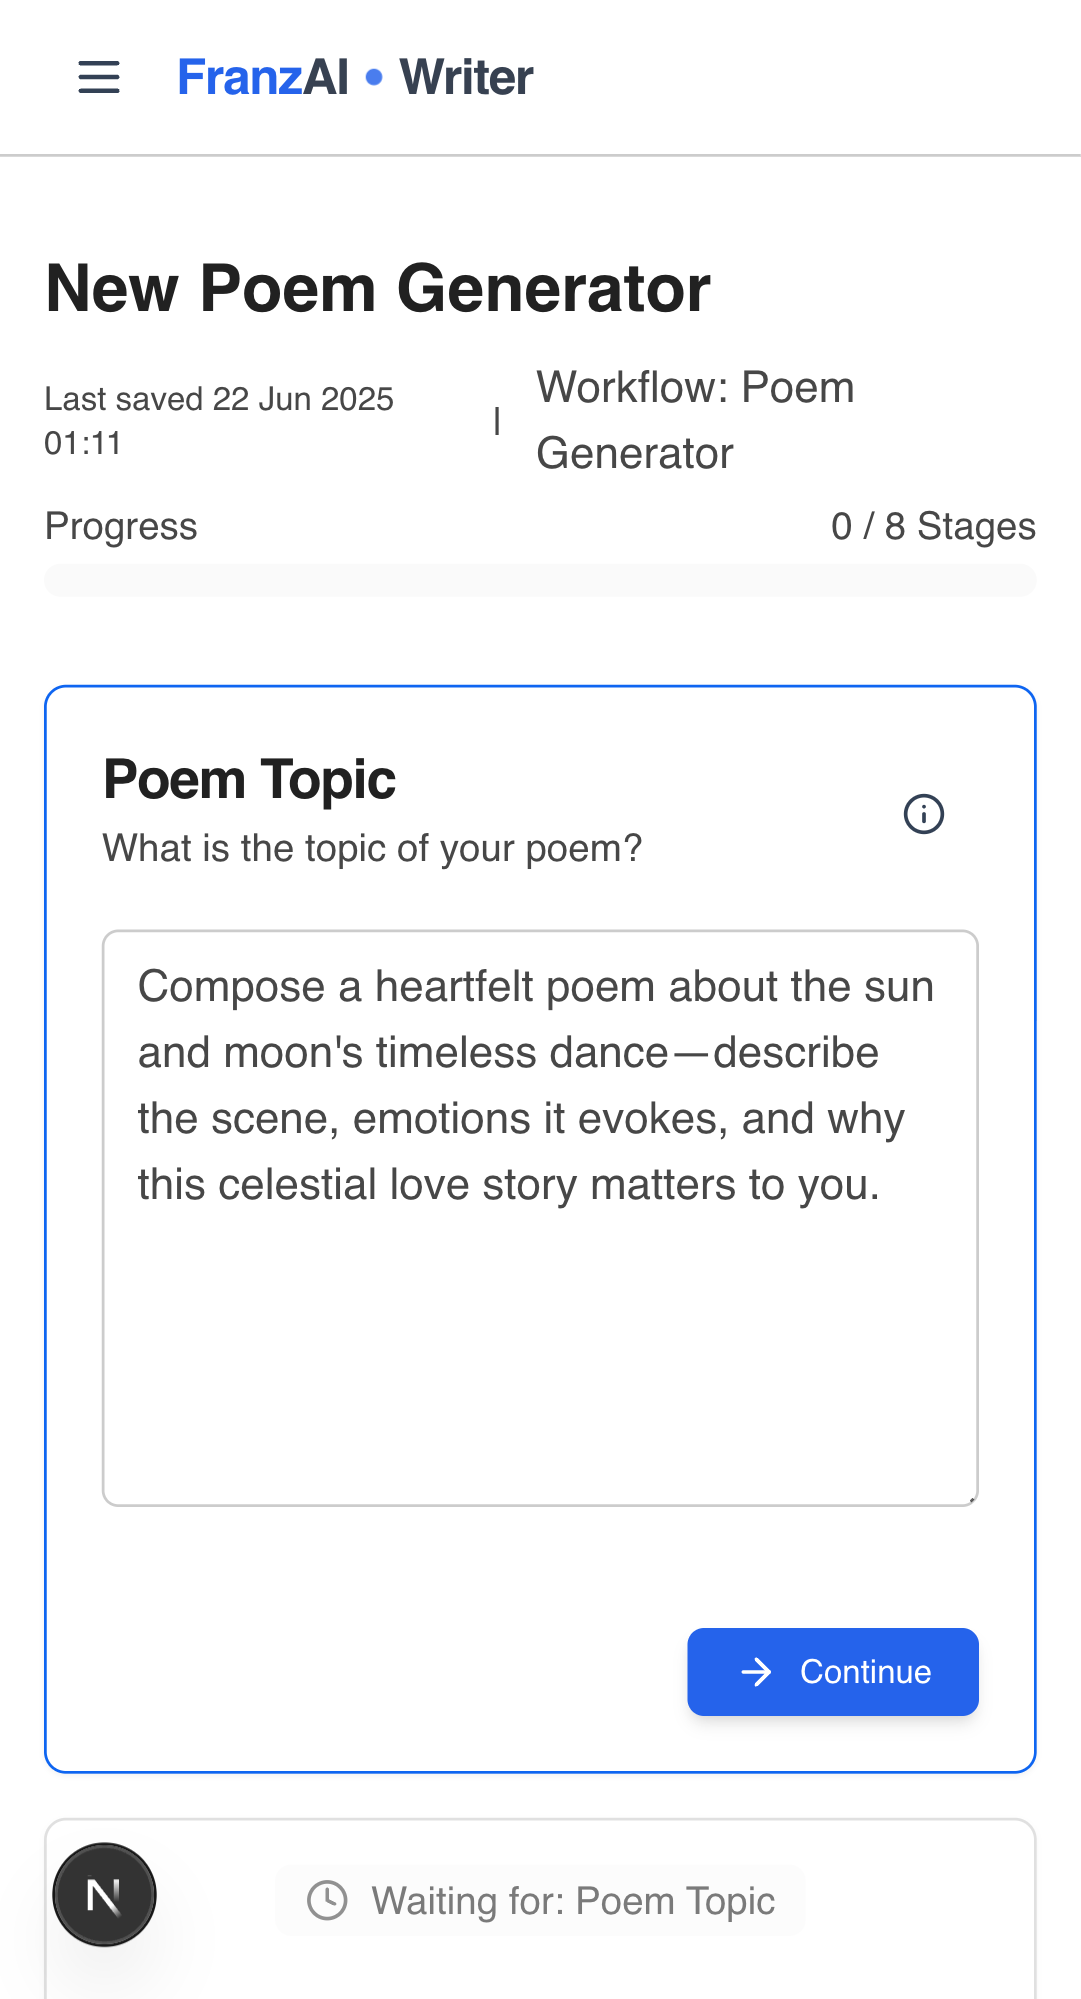 FranzAI • Writer
New Poem Generator
Last saved 22 Jun 2025
01:11
|
Workflow: Poem
Generator
Progress
0 / 8 Stages
Poem Topic
What is the topic of your poem?
Compose a heartfelt poem about the sun
and moon's timeless dance—describe
the scene, emotions it evokes, and why
this celestial love story matters to you.
Continue
N
Waiting for: Poem Topic